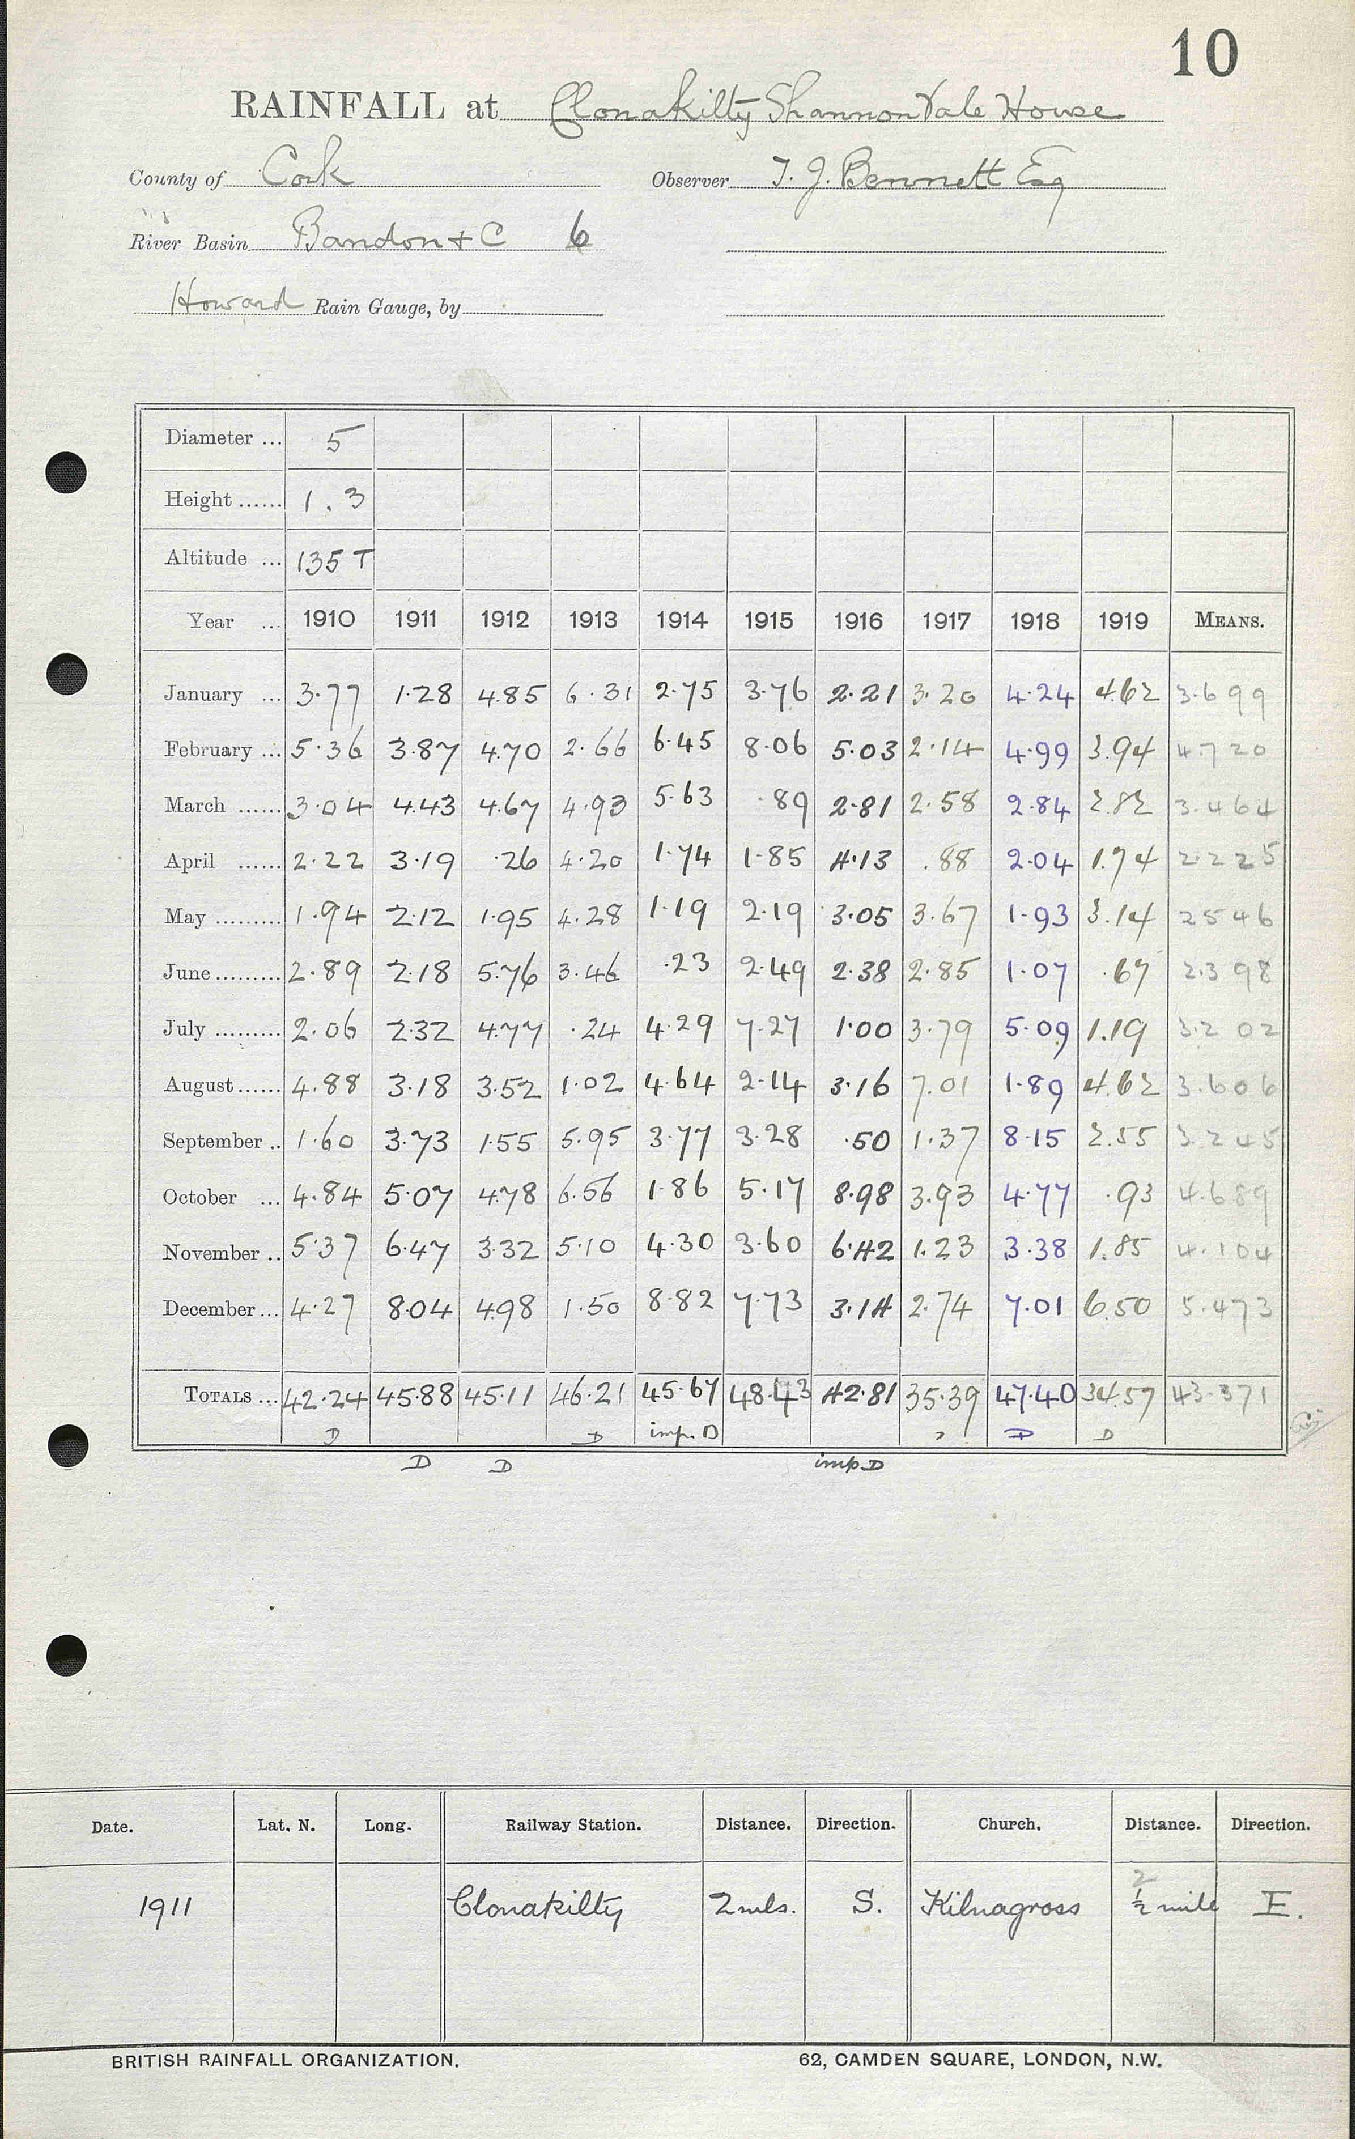 10
RAINFALL at Clonakilty Shannon Vale House
County of Cork Observer T. J. Bennett Esq
River Basin Bandon + C 6
Howard Rain Gauge, by
Diameter ... 5
Height ...... 1.3
Altitude ... 135 T
Year ... 1910 1911 1912 1913 1914 1915 1916 1917 1918 1919 MEANS.
January ... 3.77 1.28 4.85 6.31 2.75 3.76 2.21 3.20 4.24 4.62 3.699
February ... 5.36 3.87 4.70 2.66 6.45 8.06 5.03 2.14 4.99 3.94 4.720
March ...... 3.04 4.43 4.67 4.93 5.63 .89 2.81 2.58 2.84 2.82 3.464
April ...... 2.22 3.19 .26 4.20 1.74 1.85 4.13 .88 2.04 1.74 2.225
May ......... 1.94 2.12 1.95 4.28 1.19 2.19 3.05 3.67 1.93 3.14 2546
June ......... 2.89 2.18 5.76 3.46 .23 2.49 2.38 2.85 1.07 .67 2.398
July ......... 2.06 2.32 4.77 .24 4.29 7.27 1.00 3.79 5.09 1.19 3.202
August ...... 4.88 3.18 3.52 1.02 4.64 2.14 3.16 7.01 1.89 4.62 3.606
September .. 1.60 3.73 1.55 5.95 3.77 3.28 .50 1.37 8.15 2.55 3.245
October ... 4.84 5.07 4.78 6.56 1.86 5.17 8.98 3.93 4.77 .93 4.689
November .. 5.37 6.47 3.32 5.10 4.30 3.60 6.42 1.23 3.38 1.85 4.104
December ... 4.27 8.04 4.98 1.50 8.82 7.73 3.14 2.74 7.01 6.50 5.473
TOTALS ... 42.24 45.88 45.11 46.21 45.67 48.43 42.81 35.39 47.40 34.57 43.371
D D imp. D D D
D D imp D
Date. Lat. N. Long. Railway Station. Distance. Direction. Church. Distance. Direction.
2
1911 Clonakilty 2 mls. S. Kilnagross ½ mile E.
BRITISH RAINFALL ORGANIZATION. 62, CAMDEN SQUARE, LONDON, N.W.